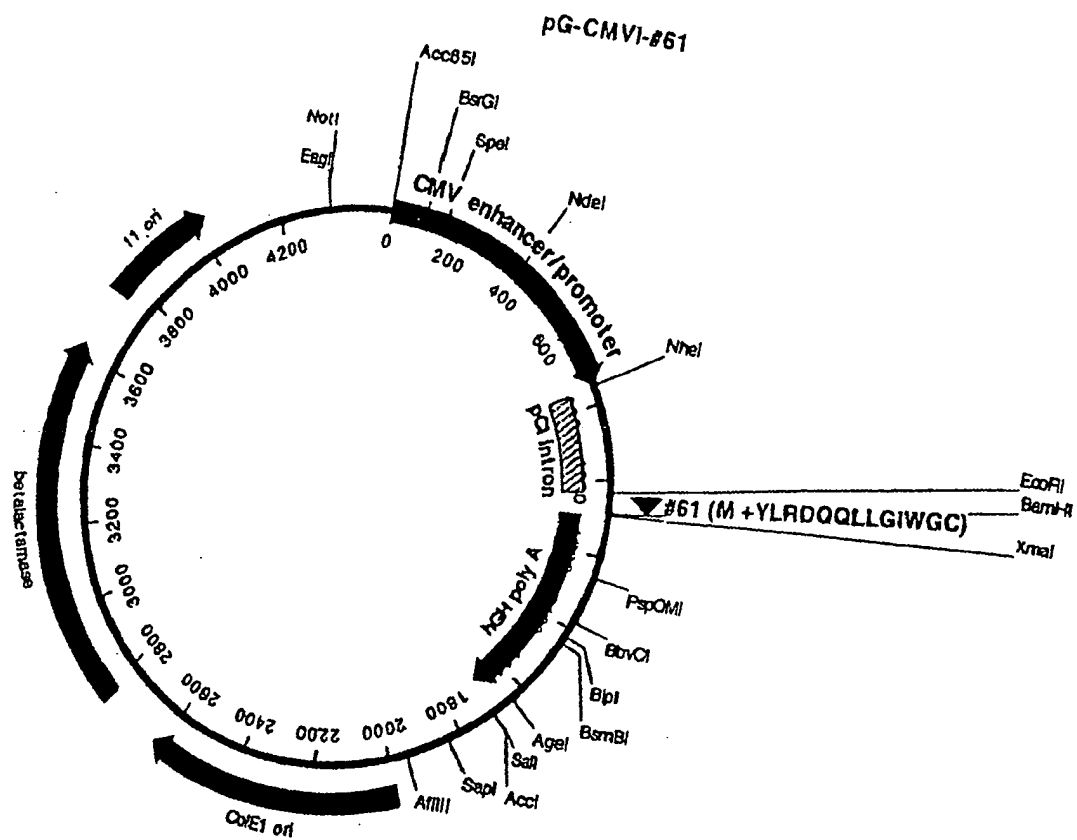 pG-CMVI-#61
Acc65I
BsrGI
SpeI
NotI
EagI
CMV enhancer/promoter
NdeI
f1 ori
0
200
400
600
4200
4000
3800
3600
3400
3200
3000
2800
2600
2400
2200
2000
1800
NheI
pCI intron
EcoRI
#61 (M +YLRDQQLLGIWGC)
BamHI
XmaI
hGH poly A
PspOMI
BbvCI
BlpI
BsmBI
AgeI
SalI
AccI
SapI
AflIII
ColE1 ori
betalactamase